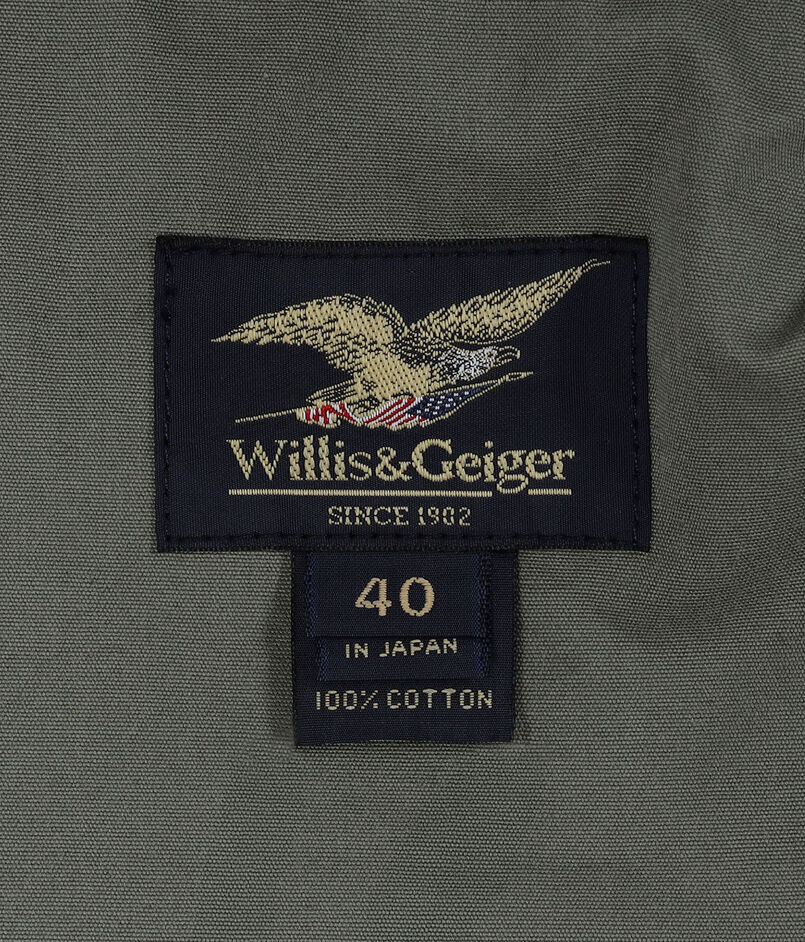 Willis&Geiger
SINCE 1902
40
IN JAPAN
100% COTTON